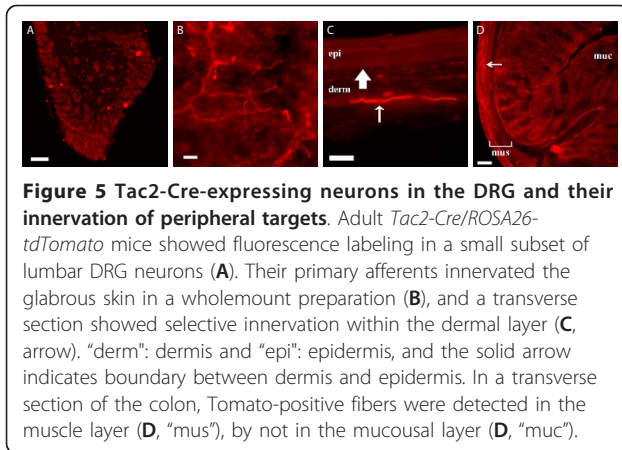 A
B
C
D
epi
derm
muc
mus
Figure 5 Tac2-Cre-expressing neurons in the DRG and their
innervation of peripheral targets. Adult Tac2-Cre/ROSA26-
tdTomato mice showed fluorescence labeling in a small subset of
lumbar DRG neurons (A). Their primary afferents innervated the
glabrous skin in a wholemount preparation (B), and a transverse
section showed selective innervation within the dermal layer (C,
arrow). “derm": dermis and “epi": epidermis, and the solid arrow
indicates boundary between dermis and epidermis. In a transverse
section of the colon, Tomato-positive fibers were detected in the
muscle layer (D, “mus”), by not in the mucousal layer (D, “muc”).